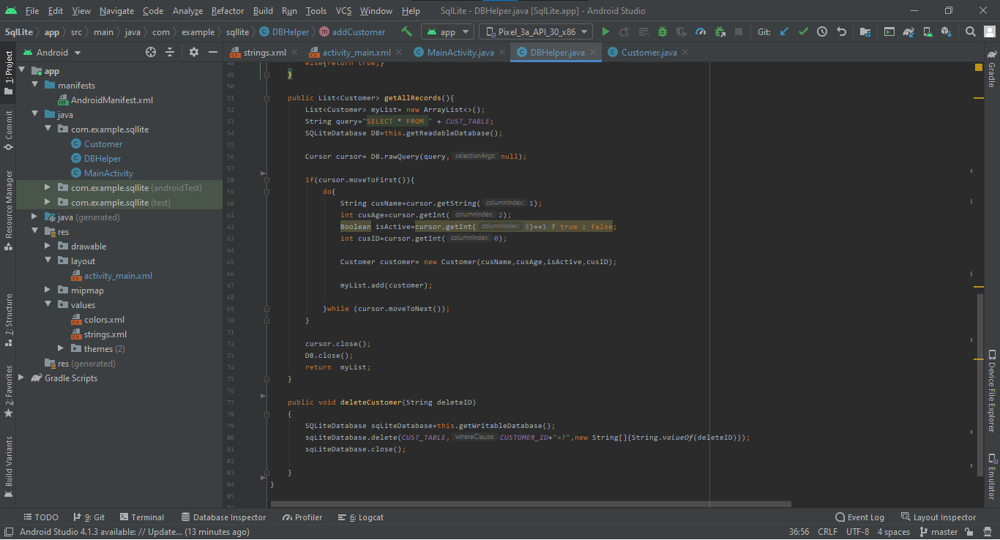 File Edit View Navigate Code Analyze Refactor Build Run Tools VCS Window Help SqlLite - DBHelper.java [SqlLite.app] - Android Studio
SqlLite app src main java com example sqllite DBHelper addCustomer app Pixel_3a_API_30_x86 Git:
Android
strings.xml activity_main.xml MainActivity.java DBHelper.java Customer.java
1: Project
Commit
Resource Manager
7: Structure
2: Favorites
Build Variants
app
manifests
AndroidManifest.xml
java
com.example.sqllite
Customer
DBHelper
MainActivity
com.example.sqllite (androidTest)
com.example.sqllite (test)
java (generated)
res
drawable
layout
activity_main.xml
mipmap
values
colors.xml
strings.xml
themes (2)
res (generated)
Gradle Scripts
48 else{return true;}
49 }
50
51 public List<Customer> getAllRecords(){
52 List<Customer> myList= new ArrayList<>();
53 String query="SELECT * FROM " + CUST_TABLE;
54 SQLiteDatabase DB=this.getReadableDatabase();
55
56 Cursor cursor= DB.rawQuery(query, selectionArgs: null);
57
58 if(cursor.moveToFirst()){
59 do{
60 String cusName=cursor.getString( columnIndex: 1);
61 int cusAge=cursor.getInt( columnIndex: 2);
62 Boolean isActive=cursor.getInt( columnIndex: 3)==1 ? true : false;
63 int cusID=cursor.getInt( columnIndex: 0);
64
65 Customer customer= new Customer(cusName,cusAge,isActive,cusID);
66
67 myList.add(customer);
68
69 }while (cursor.moveToNext());
70 }
71
72 cursor.close();
73 DB.close();
74 return myList;
75 }
76
77 public void deleteCustomer(String deleteID)
78 {
79 SQLiteDatabase sqLiteDatabase=this.getWritableDatabase();
80 sqLiteDatabase.delete(CUST_TABLE, whereClause: CUSTOMER_ID+"=?",new String[]{String.valueOf(deleteID)});
81 sqLiteDatabase.close();
82
83 }
84 }
85
Gradle
Device File Explorer
Emulator
TODO 9: Git Terminal Database Inspector Profiler 6: Logcat Event Log Layout Inspector
Android Studio 4.1.3 available: // Update... (13 minutes ago) 36:56 CRLF UTF-8 4 spaces master